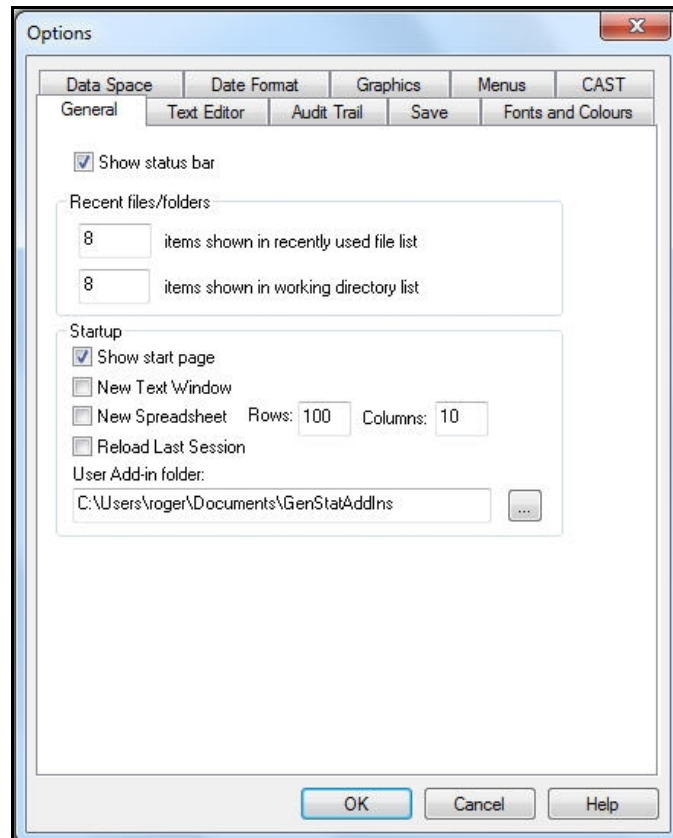 Options
X
Data Space Date Format Graphics Menus CAST
General Text Editor Audit Trail Save Fonts and Colours
Show status bar
Recent files/folders
8 items shown in recently used file list
8 items shown in working directory list
Startup
Show start page
New Text Window
New Spreadsheet Rows: 100 Columns: 10
Reload Last Session
User Add-in folder:
C:\Users\roger\Documents\GenStatAddIns ...
OK Cancel Help